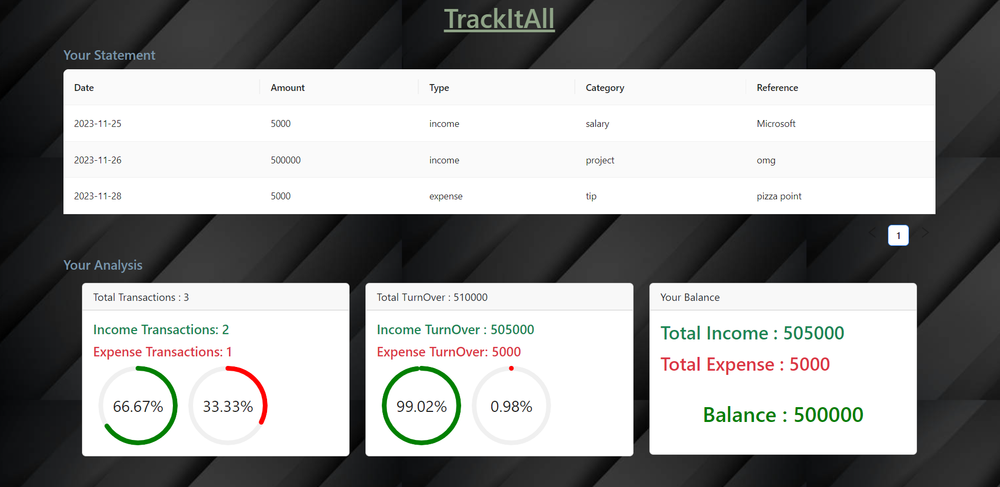 TrackItAll
Your Statement
Date Amount Type Category Reference
2023-11-25 5000 income salary Microsoft
2023-11-26 500000 income project omg
2023-11-28 5000 expense tip pizza point
< 1 >
Your Analysis
Total Transactions : 3
Income Transactions: 2
Expense Transactions: 1
66.67% 33.33%
Total TurnOver : 510000
Income TurnOver : 505000
Expense TurnOver: 5000
99.02% 0.98%
Your Balance
Total Income : 505000
Total Expense : 5000
Balance : 500000